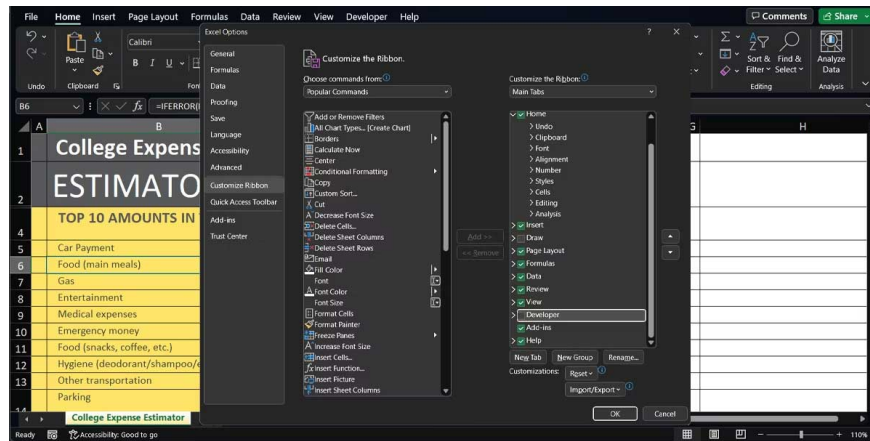 File Home Insert Page Layout Formulas Data Review View Developer Help
Comments Share
Paste
Calibri
B I U
Undo Clipboard
Σ
Sort & Find & Analyze
Filter Select Data
Editing Analysis
B6 fx =IFERROR(
A B G H
1 College Expens
2 ESTIMATO
4 TOP 10 AMOUNTS IN
5 Car Payment
6 Food (main meals)
7 Gas
8 Entertainment
9 Medical expenses
10 Emergency money
11 Food (snacks, coffee, etc.)
12 Hygiene (deodorant/shampoo/
13 Other transportation
Parking
College Expense Estimator
Ready Accessibility: Good to go
110%
Excel Options
? X
General
Formulas
Data
Proofing
Save
Language
Accessibility
Advanced
Customize Ribbon
Quick Access Toolbar
Add-ins
Trust Center
Customize the Ribbon.
Choose commands from:
Popular Commands
Add or Remove Filters
All Chart Types... [Create Chart]
Borders
Calculate Now
Center
Conditional Formatting
Copy
Custom Sort...
Cut
Decrease Font Size
Delete Cells...
Delete Sheet Columns
Delete Sheet Rows
Email
Fill Color
Font
Font Color
Font Size
Format Cells
Format Painter
Freeze Panes
Increase Font Size
Insert Cells...
Insert Function...
Insert Picture
Insert Sheet Columns
Add >>
<< Remove
Customize the Ribbon:
Main Tabs
Home
Undo
Clipboard
Font
Alignment
Number
Styles
Cells
Editing
Analysis
Insert
Draw
Page Layout
Formulas
Data
Review
View
Developer
Add-ins
Help
New Tab New Group Rename...
Customizations: Reset
Import/Export
OK Cancel